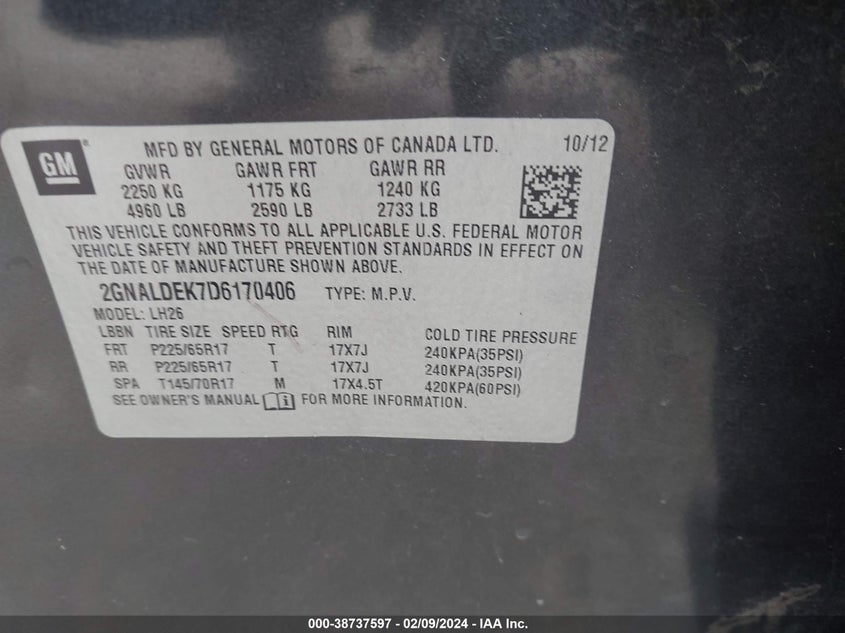 GM
MFD BY GENERAL MOTORS OF CANADA LTD. 10/12
GVWR GAWR FRT GAWR RR
2250 KG 1175 KG 1240 KG
4960 LB 2590 LB 2733 LB
THIS VEHICLE CONFORMS TO ALL APPLICABLE U.S. FEDERAL MOTOR
VEHICLE SAFETY AND THEFT PREVENTION STANDARDS IN EFFECT ON
THE DATE OF MANUFACTURE SHOWN ABOVE.
2GNALDEK7D6170406 TYPE: M.P.V.
MODEL: LH26
LBBN TIRE SIZE SPEED RTG RIM COLD TIRE PRESSURE
FRT P225/65R17 T 17X7J 240KPA(35PSI)
RR P225/65R17 T 17X7J 240KPA(35PSI)
SPA T145/70R17 M 17X4.5T 420KPA(60PSI)
SEE OWNER'S MANUAL i FOR MORE INFORMATION.
000-38737597 - 02/09/2024 - IAA Inc.